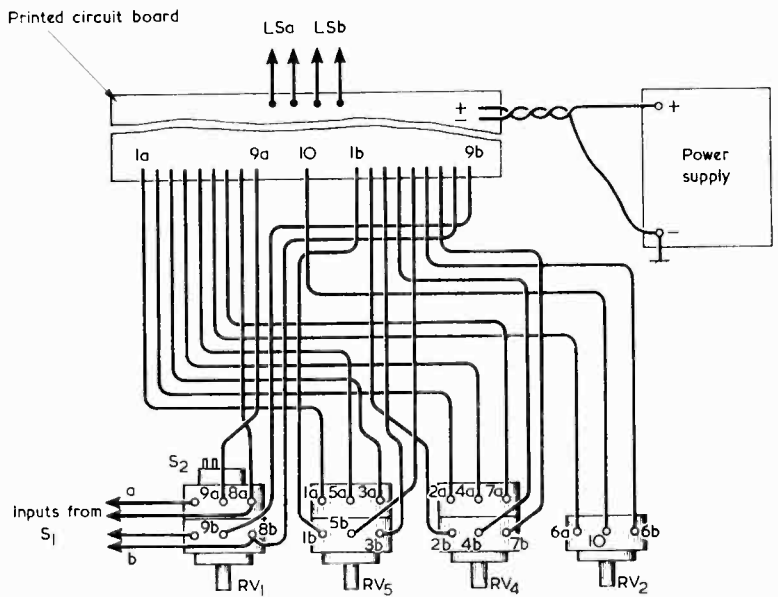 Printed circuit board
LSa LSb
+
−
1a 9a 10 1b 9b
+
Power
supply
−
S2
a
9a 8a 1a 5a 3a 2a 4a 7a
inputs from
S1
9b 8b 1b 5b 3b 2b 4b 7b 6a 10 6b
b
RV1 RV5 RV4 RV2